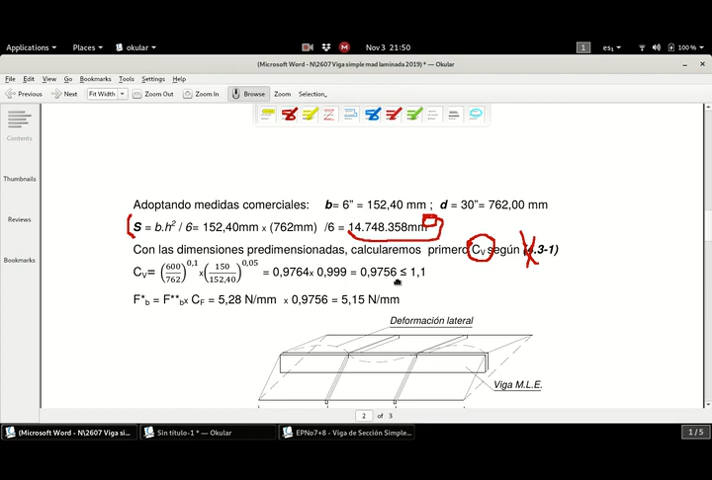 Applications Places okular Nov 3 21:50 1 es₁ 100 %
(Microsoft Word - N\2607 Viga simple mad laminada 2019) * — Okular
File Edit View Go Bookmarks Tools Settings Help
Previous Next Fit Width Zoom Out Zoom In Browse Zoom Selection
Contents
Thumbnails
Reviews
Bookmarks
Adoptando medidas comerciales: b= 6" = 152,40 mm ; d = 30"= 762,00 mm
S = b.h² / 6= 152,40mm x (762mm) /6 = 14.748.358mm
Con las dimensiones predimensionadas, calcularemos primero Cv según (4.3-1)
Cv= (600/762)^0,1 x (150/152,40)^0,05 = 0,9764x 0,999 = 0,9756 ≤ 1,1
F*b = F**bx CF = 5,28 N/mm x 0,9756 = 5,15 N/mm
Deformación lateral
Viga M.L.E.
2 of 3
(Microsoft Word - N\2607 Viga si... Sin título-1 * — Okular EPNo7+8 - Viga de Sección Simple... 1 / 5